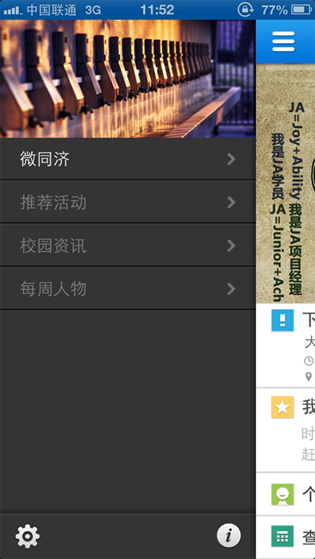 中国联通 3G 11:52 77%
微同济
推荐活动
校园资讯
每周人物
JA=Joy+Ability
我是JA学员
我是JA项目经理
JA=Junior+Ach
下
大
我
时
赶
个
查